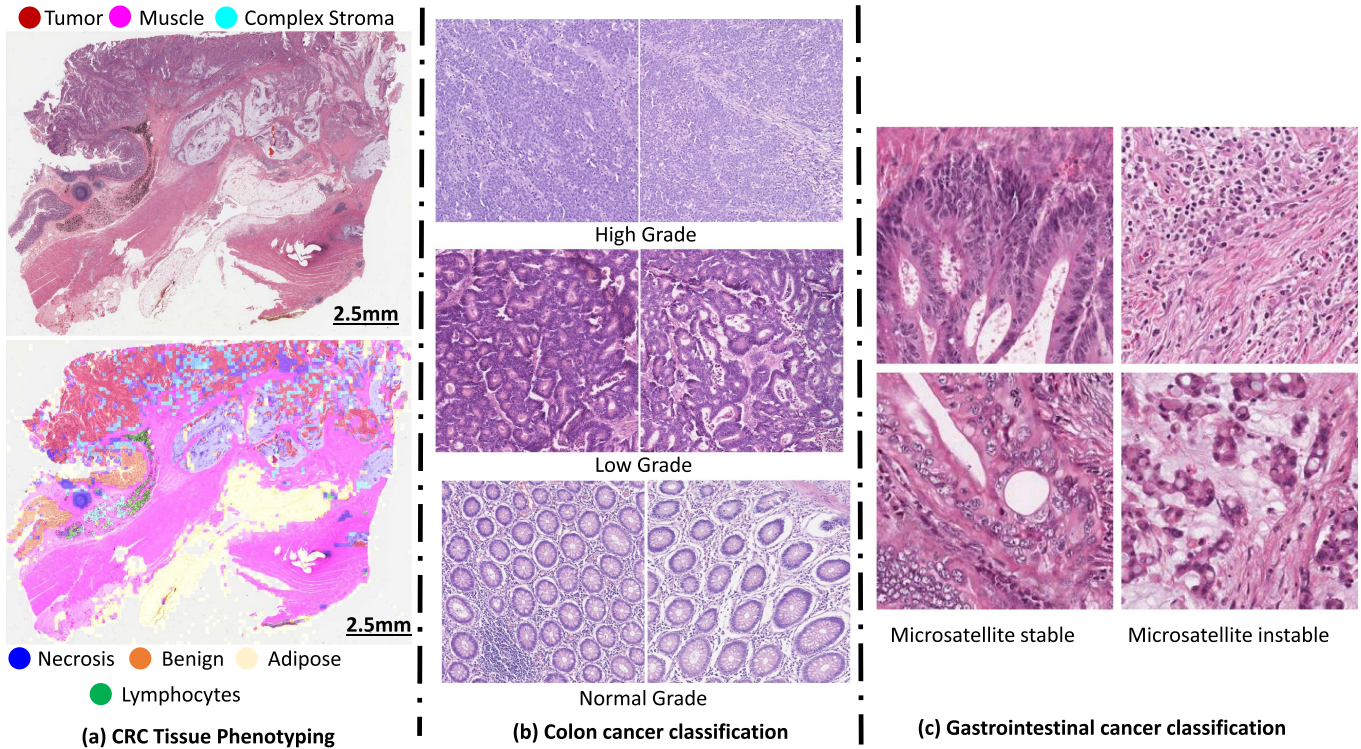 Tumor Muscle Complex Stroma
2.5mm
2.5mm
Necrosis Benign Adipose
Lymphocytes
(a) CRC Tissue Phenotyping
High Grade
Low Grade
Normal Grade
(b) Colon cancer classification
Microsatellite stable Microsatellite instable
(c) Gastrointestinal cancer classification